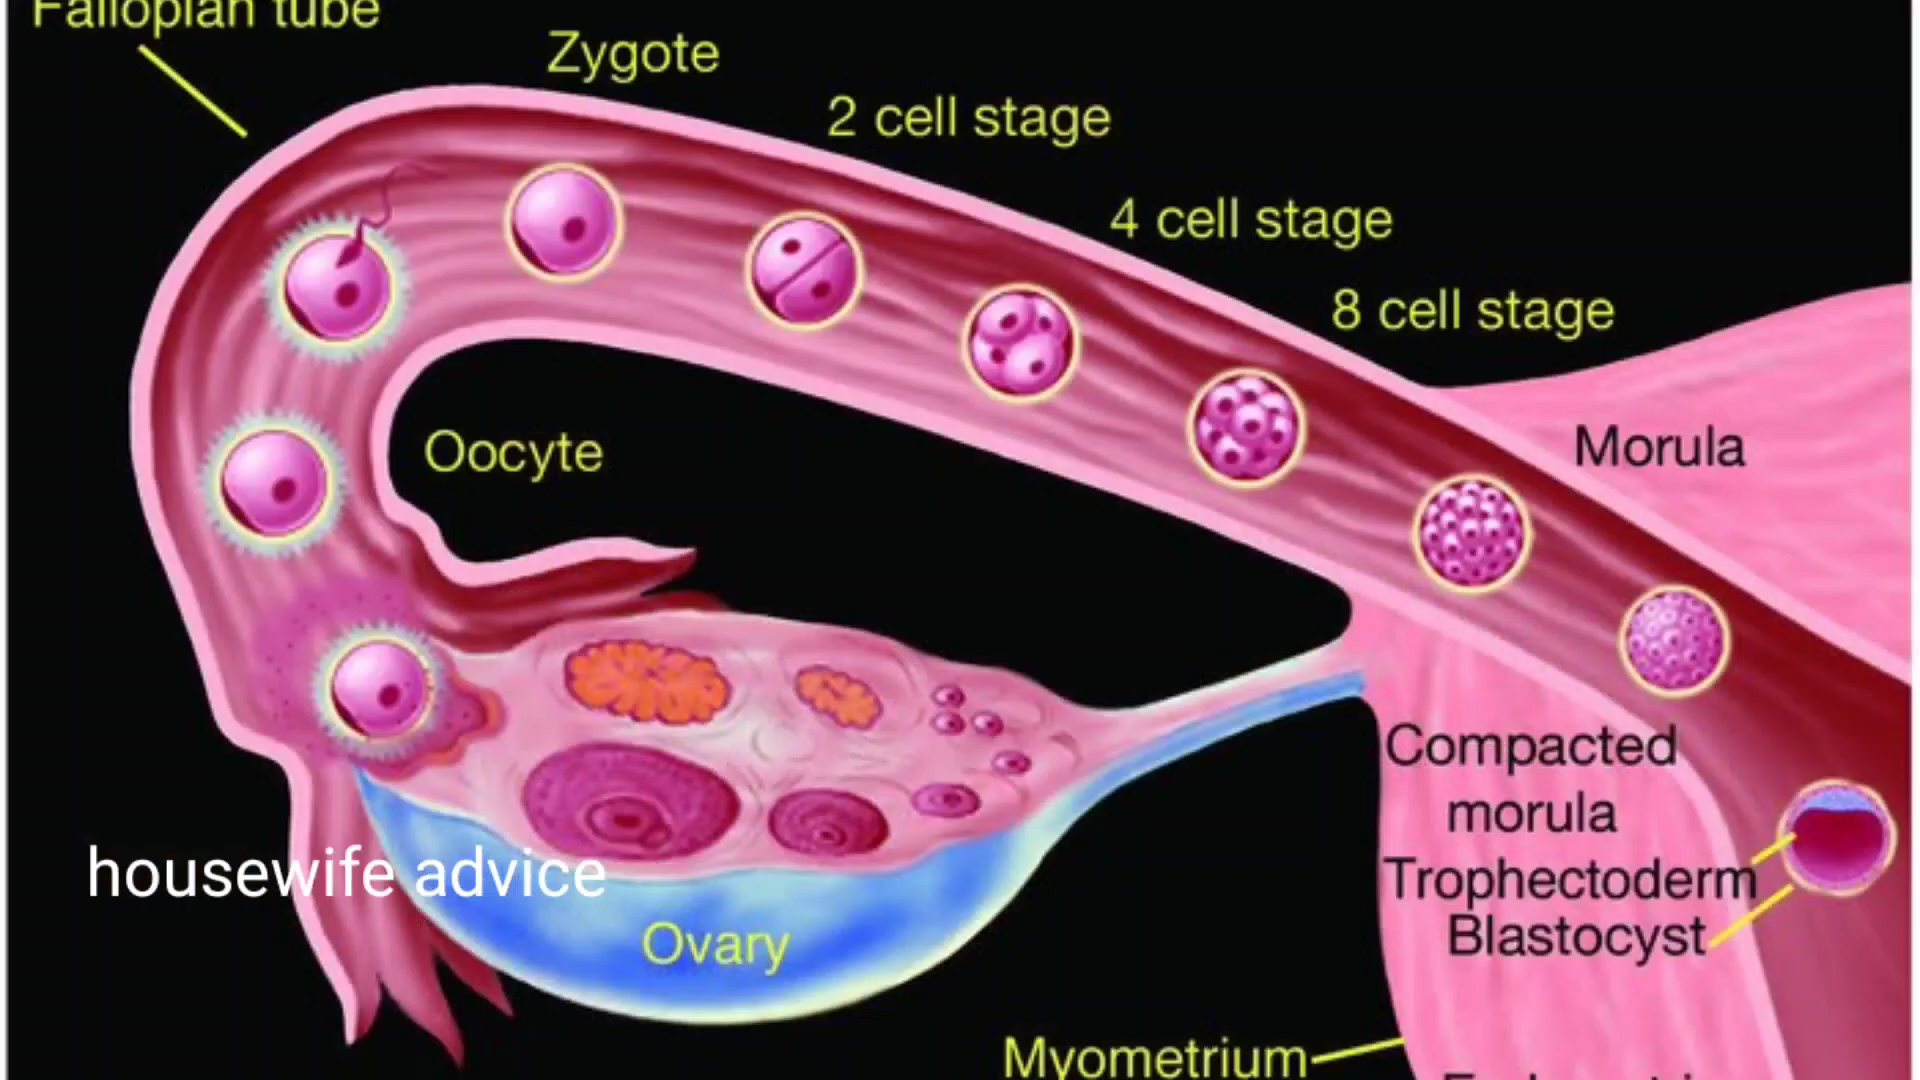 Fallopian tube
Zygote
2 cell stage
4 cell stage
8 cell stage
Morula
Oocyte
Compacted
morula
Trophectoderm
Blastocyst
housewife advice
Ovary
Myometrium